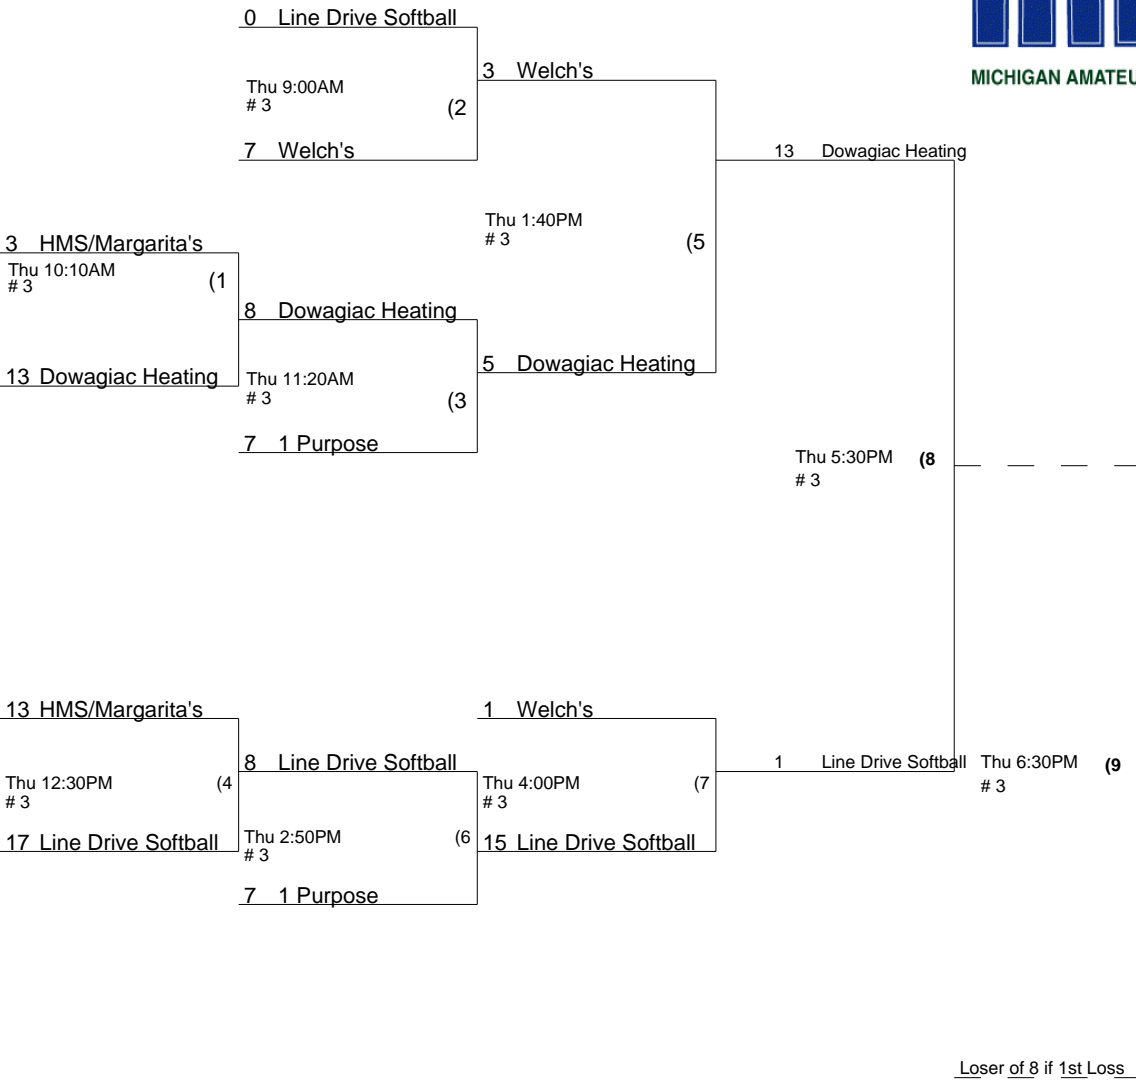 0 Line Drive Softball
MICHIGAN AMATEU
3 Welch's
Thu 9:00AM
# 3
(2
7 Welch's
13 Dowagiac Heating
Thu 1:40PM
# 3
(5
3 HMS/Margarita's
Thu 10:10AM
# 3
(1
8 Dowagiac Heating
5 Dowagiac Heating
13 Dowagiac Heating
Thu 11:20AM
# 3
(3
7 1 Purpose
Thu 5:30PM (8
# 3
13 HMS/Margarita's
1 Welch's
8 Line Drive Softball
1 Line Drive Softball
Thu 6:30PM (9
# 3
Thu 12:30PM (4
# 3
Thu 4:00PM (7
# 3
17 Line Drive Softball
Thu 2:50PM (6
# 3
15 Line Drive Softball
7 1 Purpose
Loser of 8 if 1st Loss